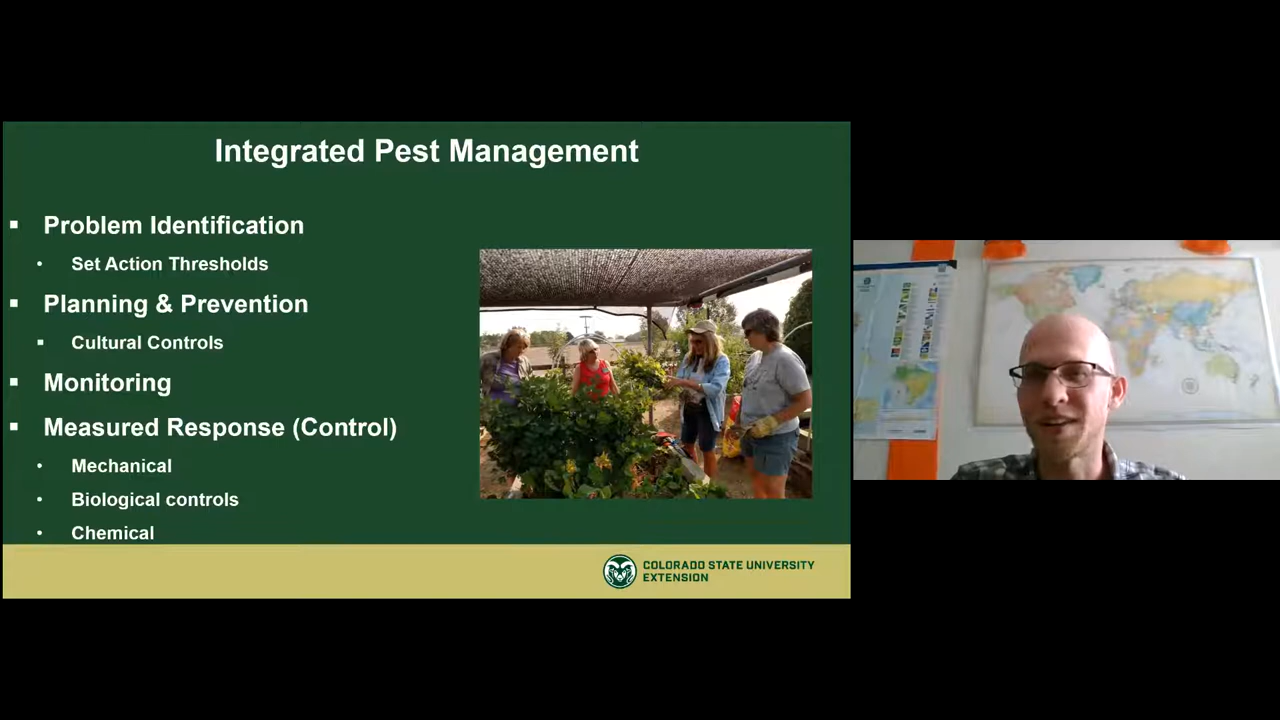 Integrated Pest Management
Problem Identification
Set Action Thresholds
Planning & Prevention
Cultural Controls
Monitoring
Measured Response (Control)
Mechanical
Biological controls
Chemical
COLORADO STATE UNIVERSITY
EXTENSION